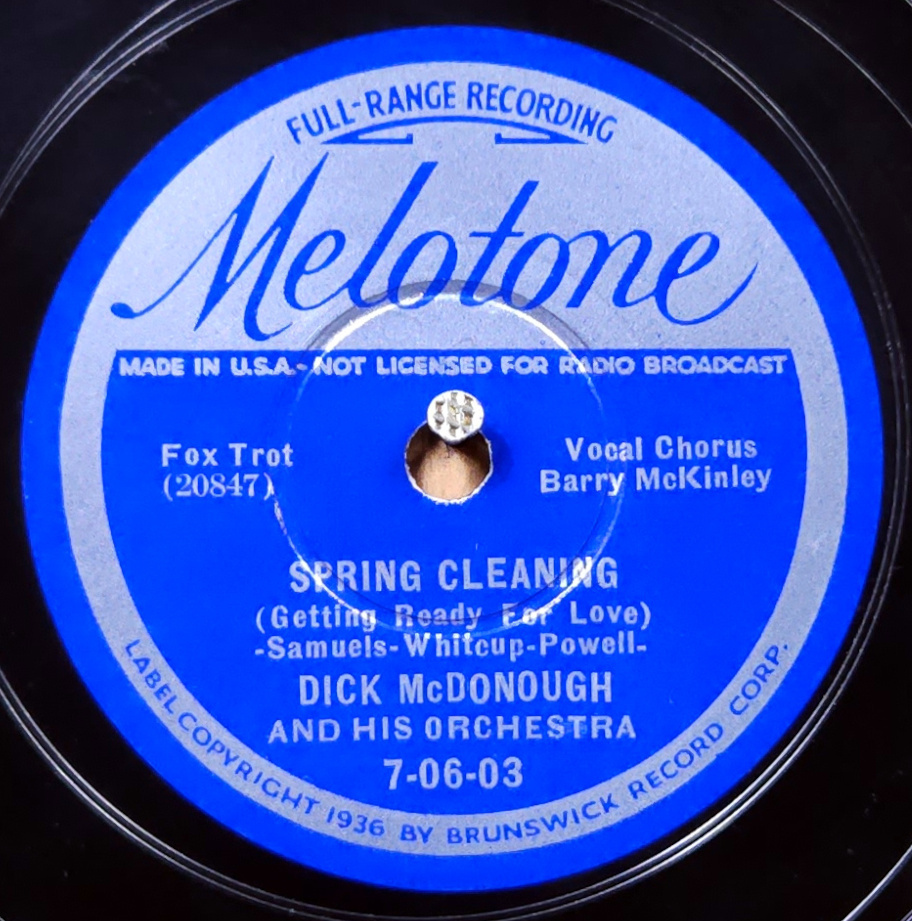 FULL-RANGE RECORDING
Melotone
MADE IN U.S.A.- NOT LICENSED FOR RADIO BROADCAST
Fox Trot
(20847)
Vocal Chorus
Barry McKinley
SPRING CLEANING
(Getting Ready For Love)
-Samuels-Whitcup-Powell-
DICK McDONOUGH
AND HIS ORCHESTRA
7-06-03
LABEL COPYRIGHT 1936 BY BRUNSWICK RECORD CORP.